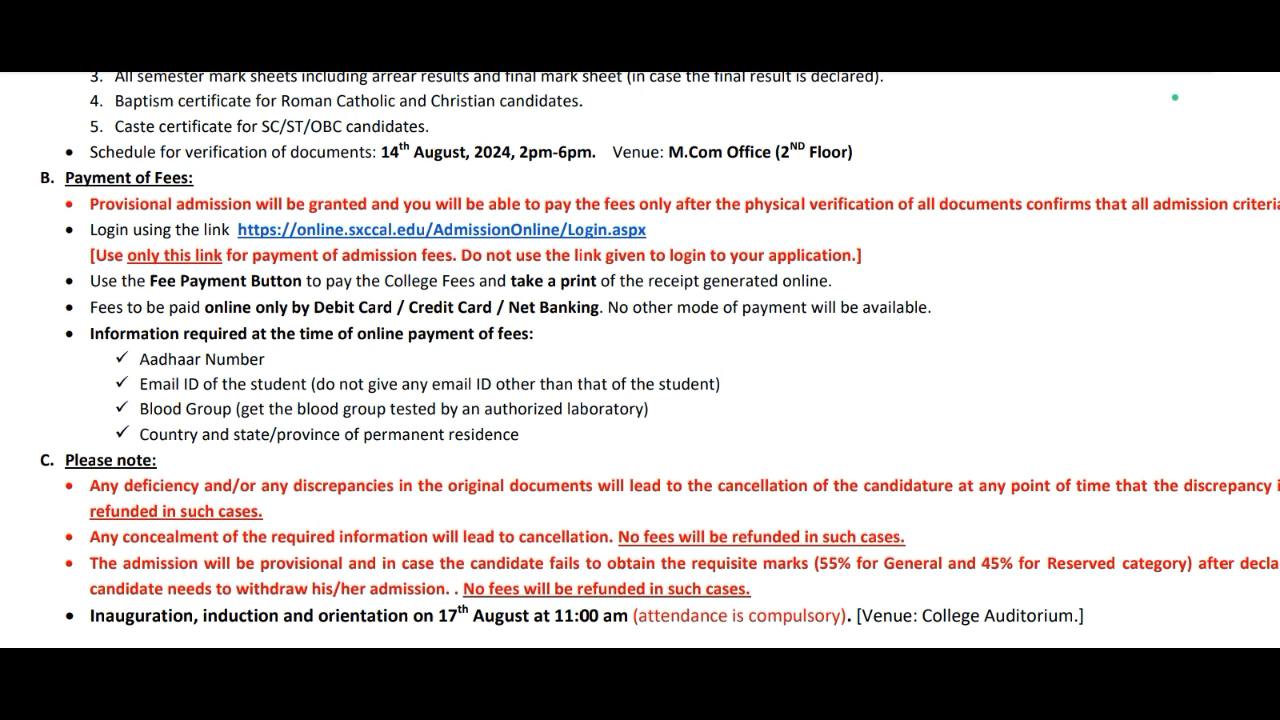 3. All semester mark sheets including arrear results and final mark sheet (in case the final result is declared).
4. Baptism certificate for Roman Catholic and Christian candidates.
5. Caste certificate for SC/ST/OBC candidates.
• Schedule for verification of documents: 14th August, 2024, 2pm-6pm. Venue: M.Com Office (2ND Floor)
B. Payment of Fees:
• Provisional admission will be granted and you will be able to pay the fees only after the physical verification of all documents confirms that all admission criteria
• Login using the link https://online.sxccal.edu/AdmissionOnline/Login.aspx
[Use only this link for payment of admission fees. Do not use the link given to login to your application.]
• Use the Fee Payment Button to pay the College Fees and take a print of the receipt generated online.
• Fees to be paid online only by Debit Card / Credit Card / Net Banking. No other mode of payment will be available.
• Information required at the time of online payment of fees:
✓ Aadhaar Number
✓ Email ID of the student (do not give any email ID other than that of the student)
✓ Blood Group (get the blood group tested by an authorized laboratory)
✓ Country and state/province of permanent residence
C. Please note:
• Any deficiency and/or any discrepancies in the original documents will lead to the cancellation of the candidature at any point of time that the discrepancy
refunded in such cases.
• Any concealment of the required information will lead to cancellation. No fees will be refunded in such cases.
• The admission will be provisional and in case the candidate fails to obtain the requisite marks (55% for General and 45% for Reserved category) after
candidate needs to withdraw his/her admission. . No fees will be refunded in such cases.
• Inauguration, induction and orientation on 17th August at 11:00 am (attendance is compulsory). [Venue: College Auditorium.]